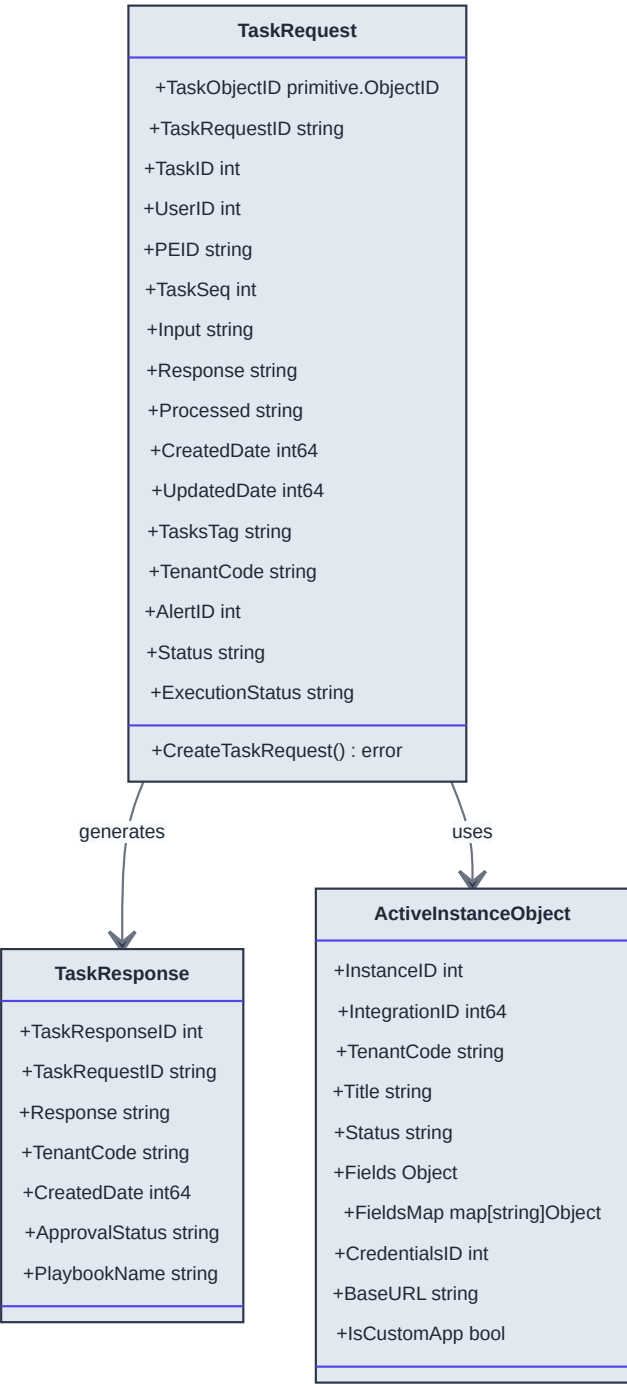 TaskRequest
+TaskObjectID primitive.ObjectID
+TaskRequestID string
+TaskID int
+UserID int
+PEID string
+TaskSeq int
+Input string
+Response string
+Processed string
+CreatedDate int64
+UpdatedDate int64
+TasksTag string
+TenantCode string
+AlertID int
+Status string
+ExecutionStatus string
+CreateTaskRequest() : error
generates
uses
TaskResponse
+TaskResponseID int
+TaskRequestID string
+Response string
+TenantCode string
+CreatedDate int64
+ApprovalStatus string
+PlaybookName string
ActiveInstanceObject
+InstanceID int
+IntegrationID int64
+TenantCode string
+Title string
+Status string
+Fields Object
+FieldsMap map[string]Object
+CredentialsID int
+BaseURL string
+IsCustomApp bool